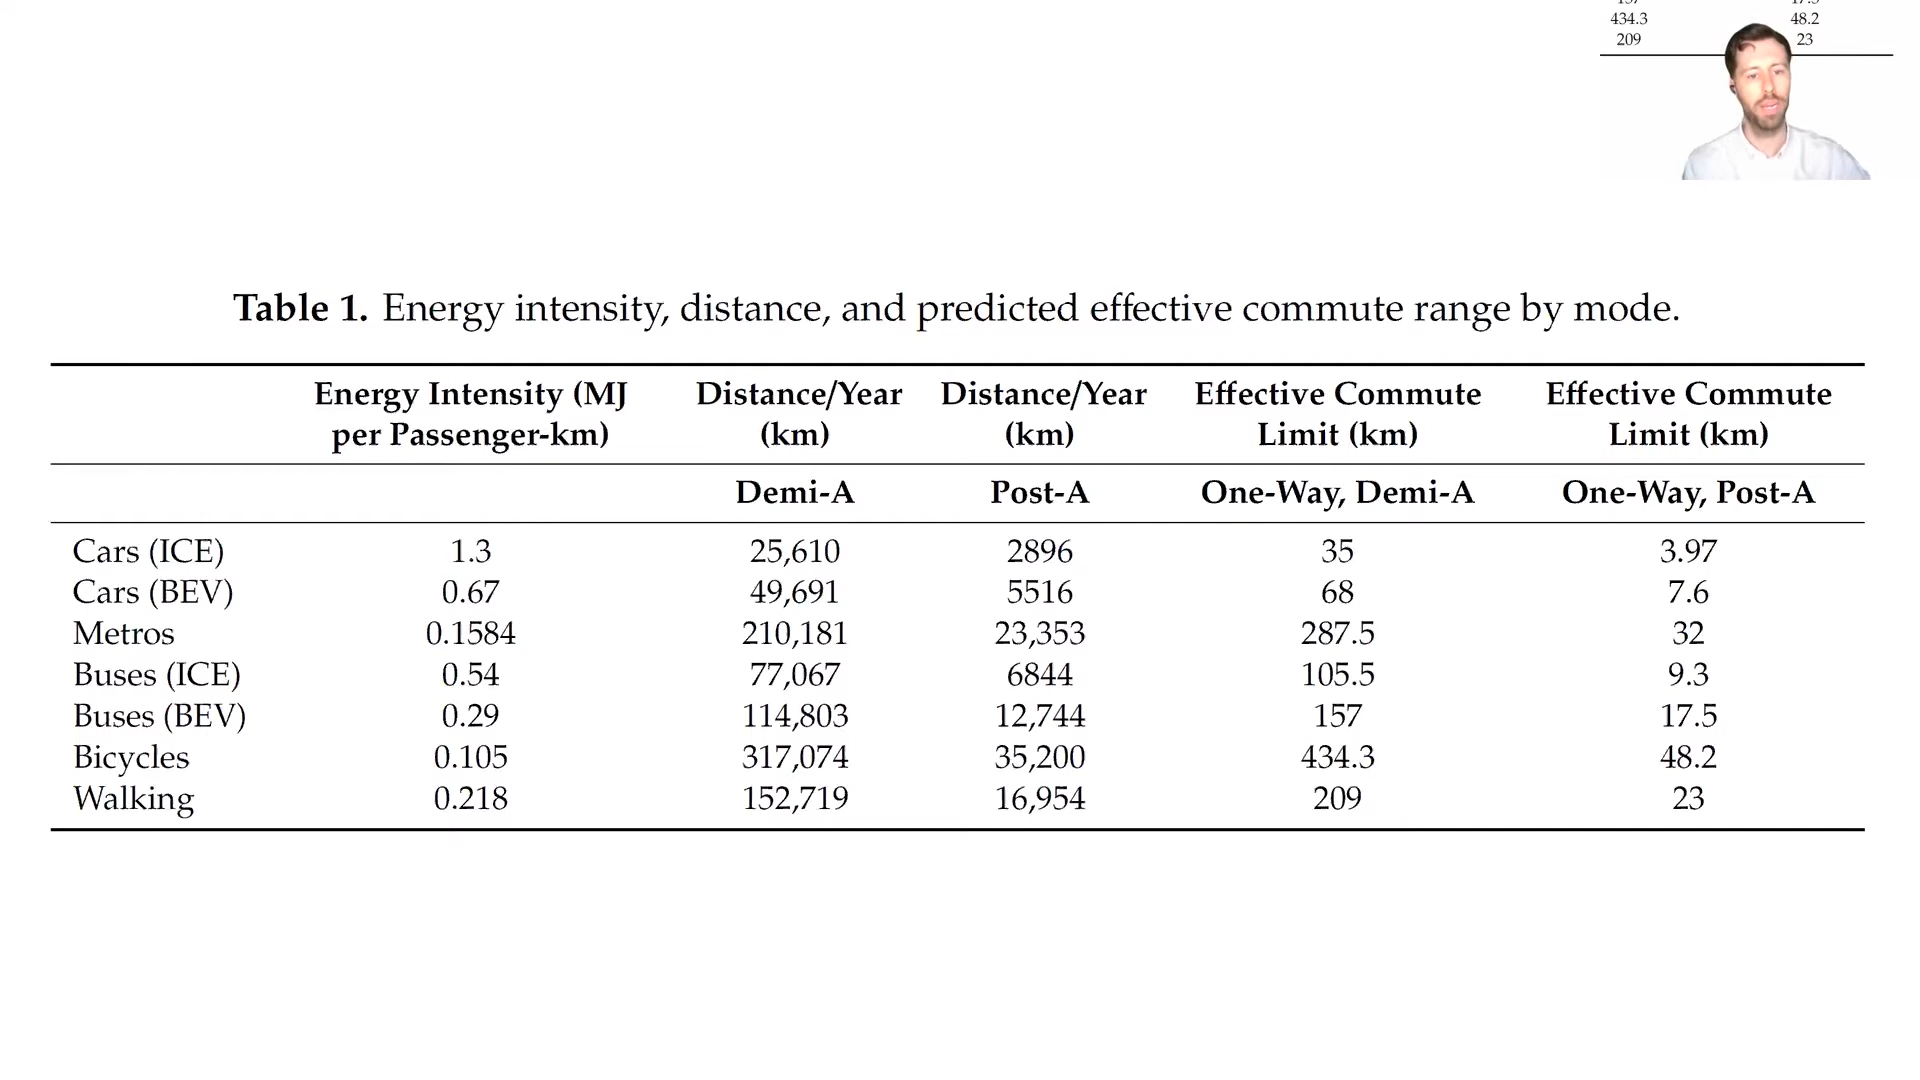 434.3 48.2
209 23
Table 1. Energy intensity, distance, and predicted effective commute range by mode.
Energy Intensity (MJ per Passenger-km) Distance/Year (km) Distance/Year (km) Effective Commute Limit (km) Effective Commute Limit (km)
Demi-A Post-A One-Way, Demi-A One-Way, Post-A
Cars (ICE) 1.3 25,610 2896 35 3.97
Cars (BEV) 0.67 49,691 5516 68 7.6
Metros 0.1584 210,181 23,353 287.5 32
Buses (ICE) 0.54 77,067 6844 105.5 9.3
Buses (BEV) 0.29 114,803 12,744 157 17.5
Bicycles 0.105 317,074 35,200 434.3 48.2
Walking 0.218 152,719 16,954 209 23